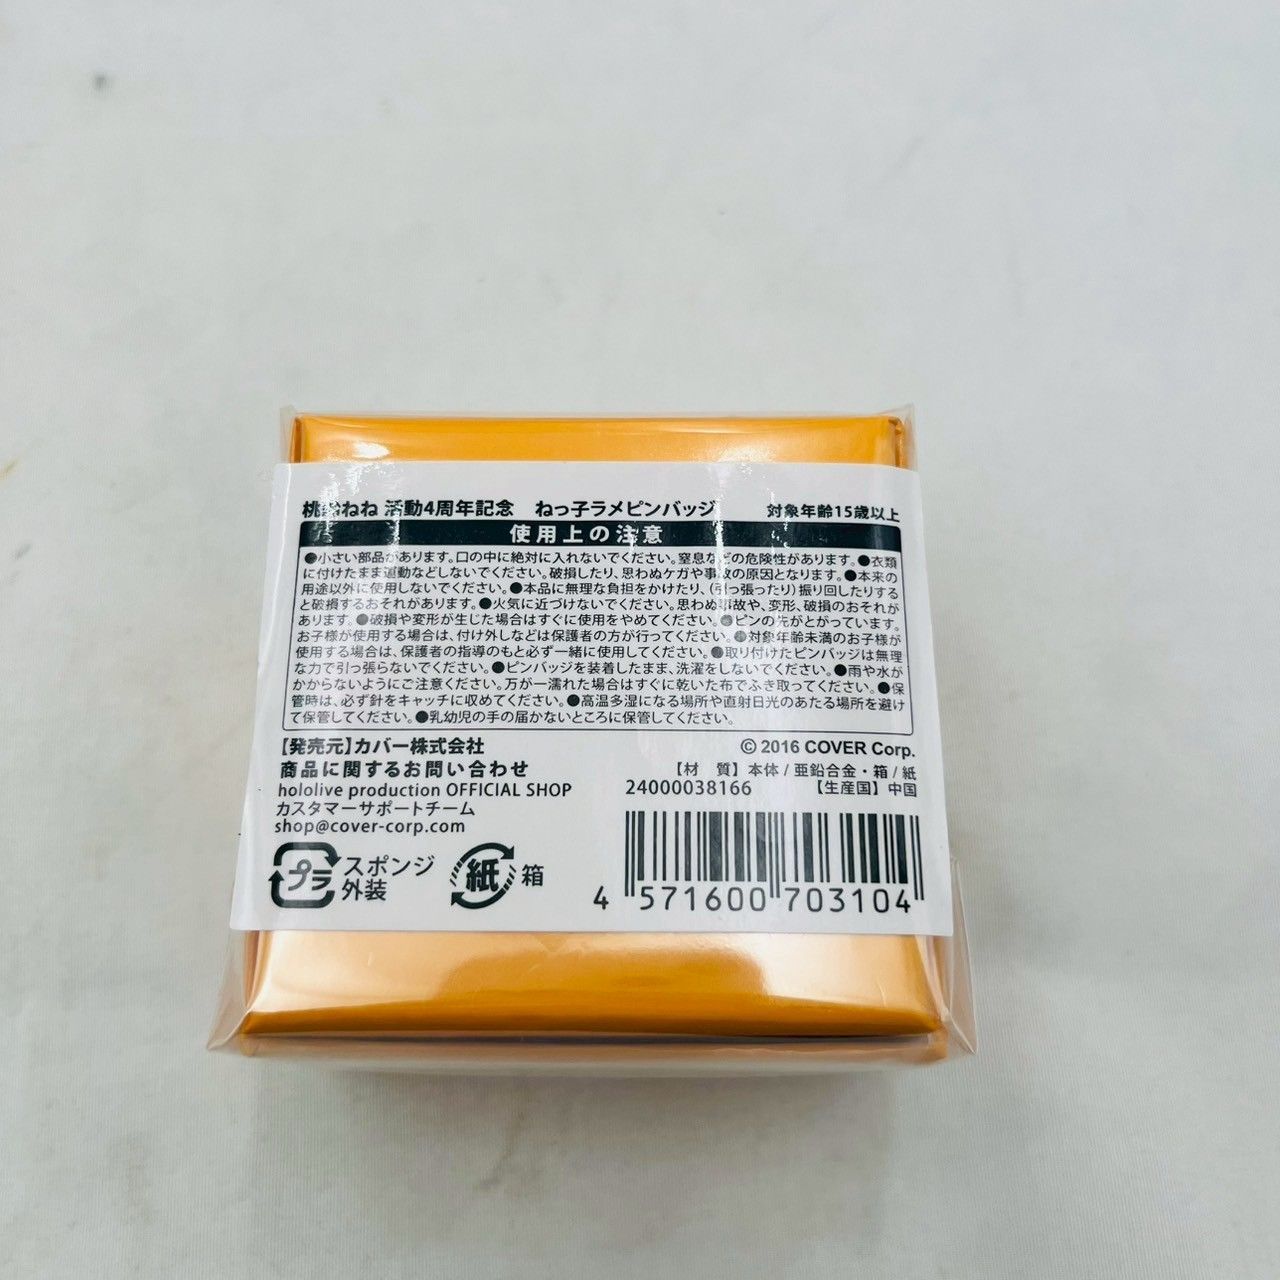 桃鈴ねね 活動4周年記念　ねっ子ラメピンバッジ　対象年齢15歳以上
使用上の注意
●小さい部品があります。口の中に絶対に入れないでください。窒息などの危険性があります。●衣類
に付けたまま運動などしないでください。破損したり、思わぬケガや事故の原因となります。●本来の
用途以外に使用しないでください。●本品に無理な負担をかけたり、（引っ張ったり）振り回したりする
と破損するおそれがあります。●火気に近づけないでください。思わぬ事故や、変形、破損のおそれが
あります。●破損や変形が生じた場合はすぐに使用をやめてください。●ピンの先がとがっています。
お子様が使用する場合は、付け外しなどは保護者の方が行ってください。●対象年齢未満のお子様が
使用する場合は、保護者の指導のもと必ず一緒に使用してください。●取り付けたピンバッジは無理
な力で引っ張らないでください。●ピンバッジを装着したまま、洗濯をしないでください。●雨や水が
かからないようにご注意ください。万が一濡れた場合はすぐに乾いた布でふき取ってください。●保
管時は、必ず針をキャッチに収めてください。●高温多湿になる場所や直射日光のあたる場所を避け
て保管してください。●乳幼児の手の届かないところに保管してください。
【発売元】カバー株式会社
商品に関するお問い合わせ
hololive production OFFICIAL SHOP
カスタマーサポートチーム
shop@cover-corp.com
© 2016 COVER Corp.
【材　質】本体 / 亜鉛合金・箱 / 紙
24000038166　【生産国】中国
プラ スポンジ
外装
紙 箱
4 571600 703104